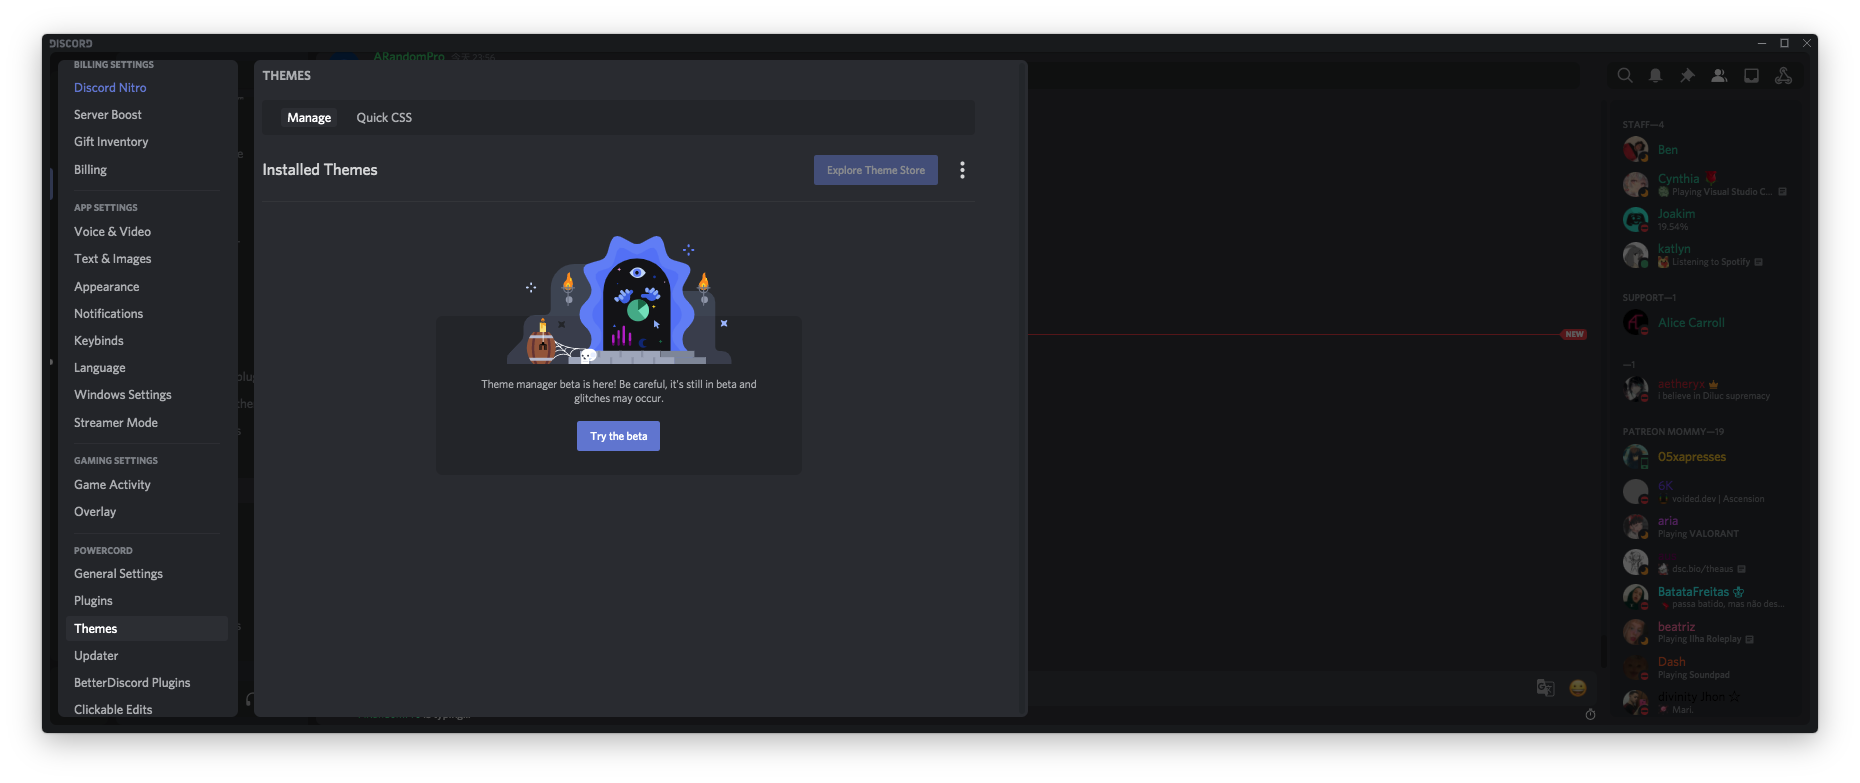 DISCORD
BILLING SETTINGS
Discord Nitro
Server Boost
Gift Inventory
Billing
APP SETTINGS
Voice & Video
Text & Images
Appearance
Notifications
Keybinds
Language
Windows Settings
Streamer Mode
GAMING SETTINGS
Game Activity
Overlay
POWERCORD
General Settings
Plugins
Themes
Updater
BetterDiscord Plugins
Clickable Edits
ARandomPro
23:56
THEMES
Manage
Quick CSS
Installed Themes
Explore Theme Store
Theme manager beta is here! Be careful, it's still in beta and
glitches may occur.
Try the beta
is typing...
NEW
STAFF—4
Ben
Cynthia
Playing Visual Studio C...
Joakim
19.54%
katlyn
Listening to Spotify
SUPPORT—1
Alice Carroll
—1
aetheryx
i believe in Diluc supremacy
PATREON MOMMY—19
05xapresses
6K
voided.dev | Ascension
aria
Playing VALORANT
dsc.bio/theaus
BatataFreitas
passa batido, mas não des...
beatriz
Playing Ilha Roleplay
Dash
Playing Soundpad
divinity Jhon ☆
Mari.